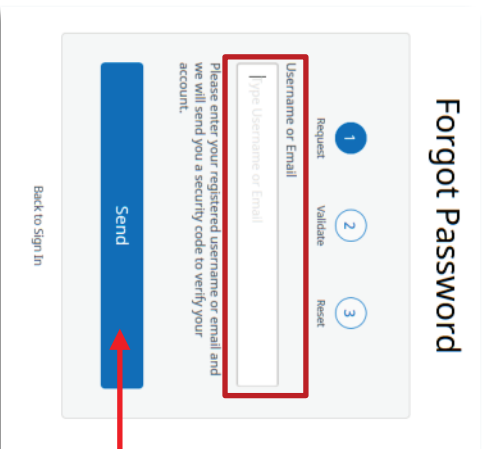 Forgot Password
1
2
3
Request
Validate
Reset
Username or Email
Type Username or Email
Please enter your registered username or email and
we will send you a security code to verify your
account.
Send
Back to Sign In